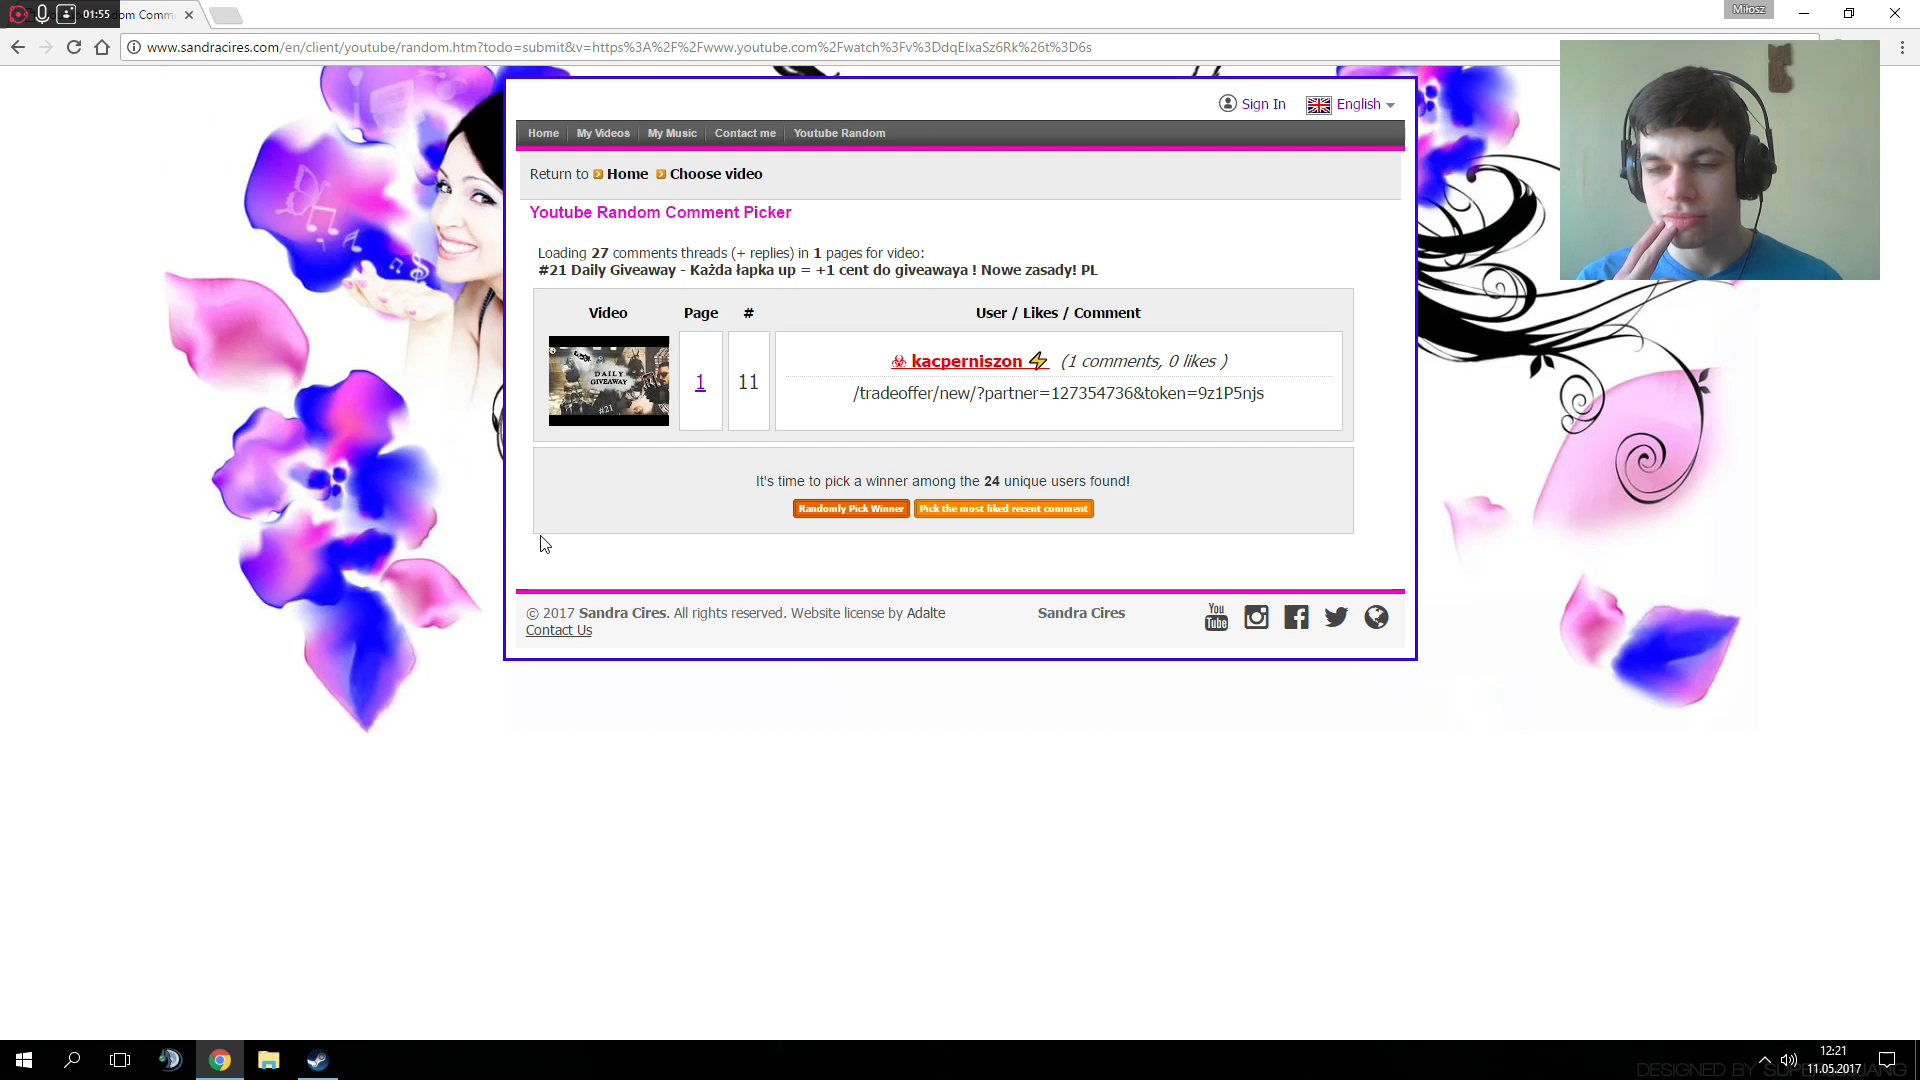 01:55
dom Comm
Miłosz
www.sandracires.com/en/client/youtube/random.htm?todo=submit&v=https%3A%2F%2Fwww.youtube.com%2Fwatch%3Fv%3DdqElxaSz6Rk%26t%3D6s
Sign In English
Home My Videos My Music Contact me Youtube Random
Return to Home Choose video
Youtube Random Comment Picker
Loading 27 comments threads (+ replies) in 1 pages for video:
#21 Daily Giveaway - Każda łapka up = +1 cent do giveawaya ! Nowe zasady! PL
Video Page # User / Likes / Comment
DAILY
GIVEAWAY
#21
1 11
☣ kacperniszon ⚡ (1 comments, 0 likes )
/tradeoffer/new/?partner=127354736&token=9z1P5njs
It's time to pick a winner among the 24 unique users found!
Randomly Pick Winner Pick the most liked recent comment
© 2017 Sandra Cires. All rights reserved. Website license by Adalte
Contact Us
Sandra Cires
You
Tube
12:21
11.05.2017
DESIGNED BY